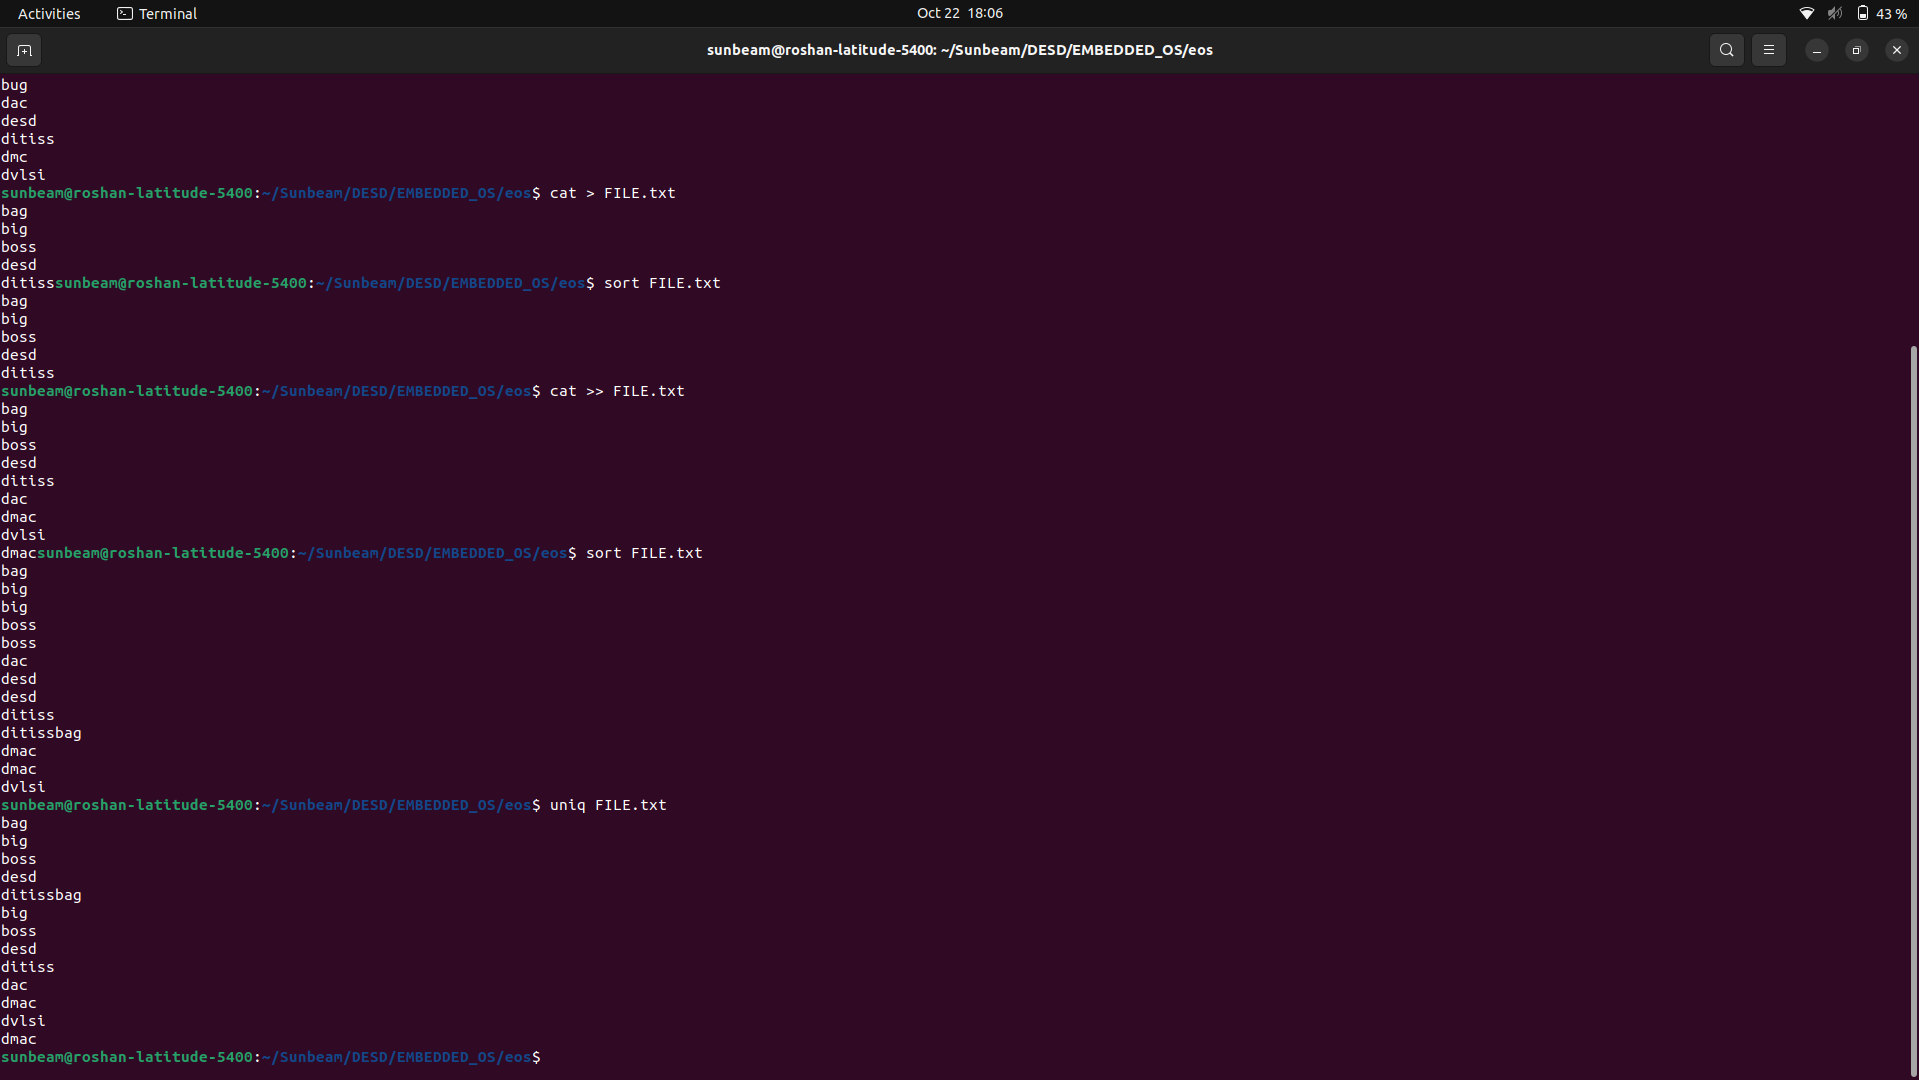 Activities Terminal Oct 22 18:06 43 %
sunbeam@roshan-latitude-5400: ~/Sunbeam/DESD/EMBEDDED_OS/eos
bug
dac
desd
ditiss
dmc
dvlsi
sunbeam@roshan-latitude-5400:~/Sunbeam/DESD/EMBEDDED_OS/eos$ cat > FILE.txt
bag
big
boss
desd
ditisssunbeam@roshan-latitude-5400:~/Sunbeam/DESD/EMBEDDED_OS/eos$ sort FILE.txt
bag
big
boss
desd
ditiss
sunbeam@roshan-latitude-5400:~/Sunbeam/DESD/EMBEDDED_OS/eos$ cat >> FILE.txt
bag
big
boss
desd
ditiss
dac
dmac
dvlsi
dmacsunbeam@roshan-latitude-5400:~/Sunbeam/DESD/EMBEDDED_OS/eos$ sort FILE.txt
bag
big
big
boss
boss
dac
desd
desd
ditiss
ditissbag
dmac
dmac
dvlsi
sunbeam@roshan-latitude-5400:~/Sunbeam/DESD/EMBEDDED_OS/eos$ uniq FILE.txt
bag
big
boss
desd
ditissbag
big
boss
desd
ditiss
dac
dmac
dvlsi
dmac
sunbeam@roshan-latitude-5400:~/Sunbeam/DESD/EMBEDDED_OS/eos$